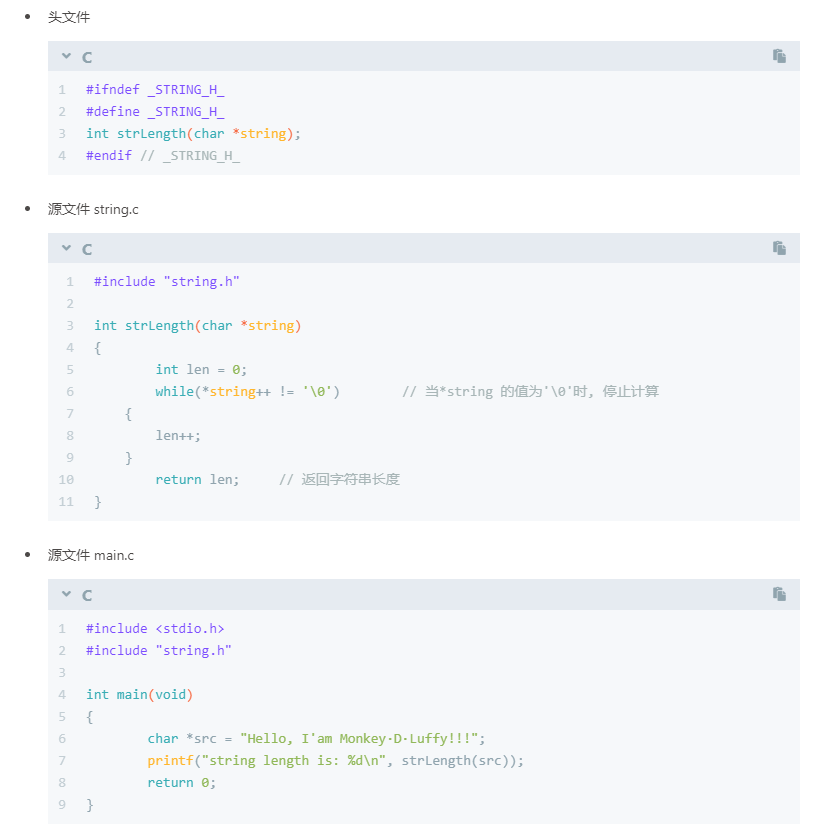 头文件
C
1 #ifndef _STRING_H_
2 #define _STRING_H_
3 int strLength(char *string);
4 #endif // _STRING_H_
源文件 string.c
C
1 #include "string.h"
2
3 int strLength(char *string)
4 {
5         int len = 0;
6         while(*string++ != '\0')        // 当*string 的值为'\0'时, 停止计算
7     {
8         len++;
9     }
10         return len;     // 返回字符串长度
11 }
源文件 main.c
C
1 #include <stdio.h>
2 #include "string.h"
3
4 int main(void)
5 {
6         char *src = "Hello, I'am Monkey·D·Luffy!!!";
7         printf("string length is: %d\n", strLength(src));
8         return 0;
9 }